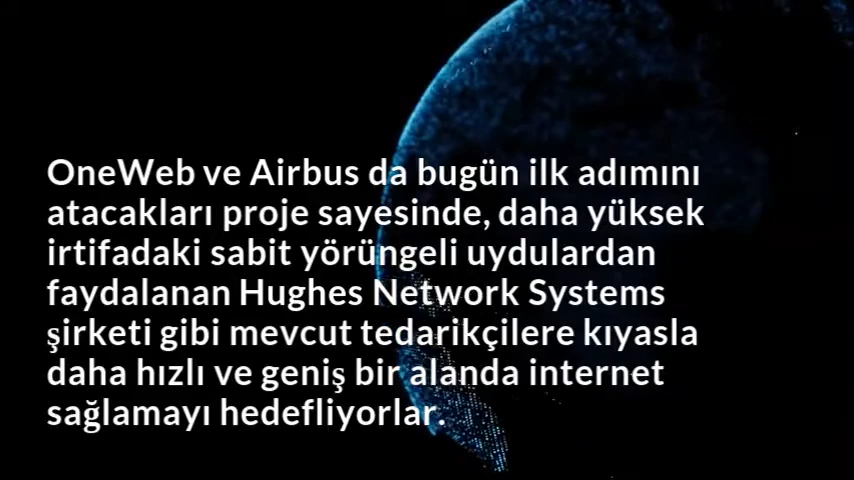 OneWeb ve Airbus da bugün ilk adımını
atacakları proje sayesinde, daha yüksek
irtifadaki sabit yörüngeli uydulardan
faydalanan Hughes Network Systems
şirketi gibi mevcut tedarikçilere kıyasla
daha hızlı ve geniş bir alanda internet
sağlamayı hedefliyorlar.